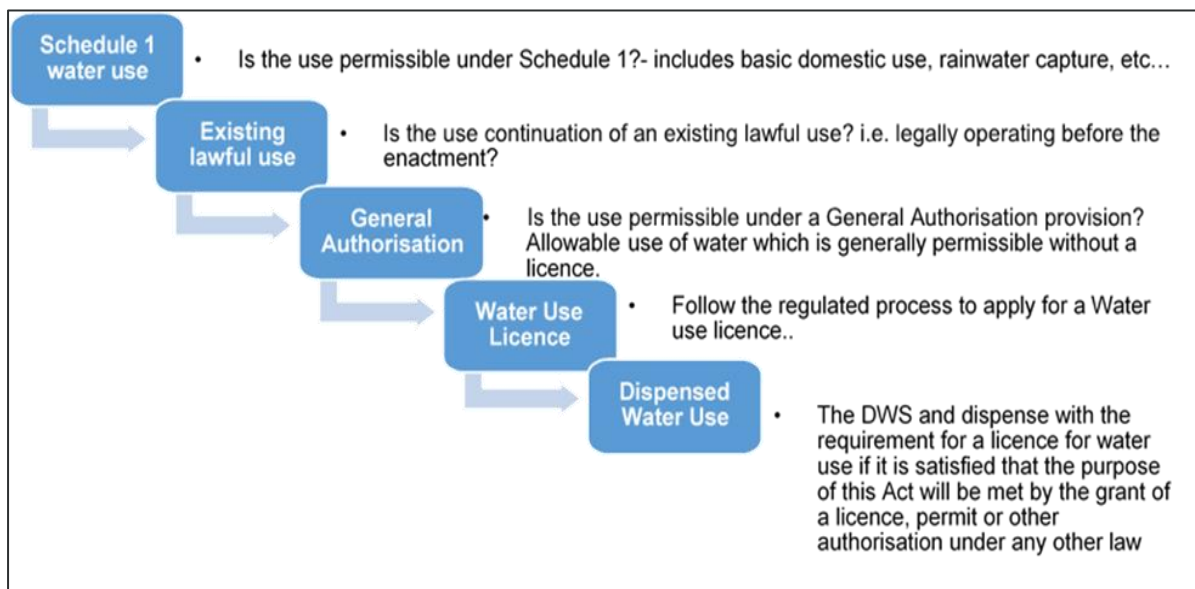 Schedule 1
water use
• Is the use permissible under Schedule 1?- includes basic domestic use, rainwater capture, etc…
Existing
lawful use
• Is the use continuation of an existing lawful use? i.e. legally operating before the
enactment?
General
Authorisation
• Is the use permissible under a General Authorisation provision?
Allowable use of water which is generally permissible without a
licence.
Water Use
Licence
• Follow the regulated process to apply for a Water
use licence..
Dispensed
Water Use
• The DWS and dispense with the
requirement for a licence for water
use if it is satisfied that the purpose
of this Act will be met by the grant of
a licence, permit or other
authorisation under any other law